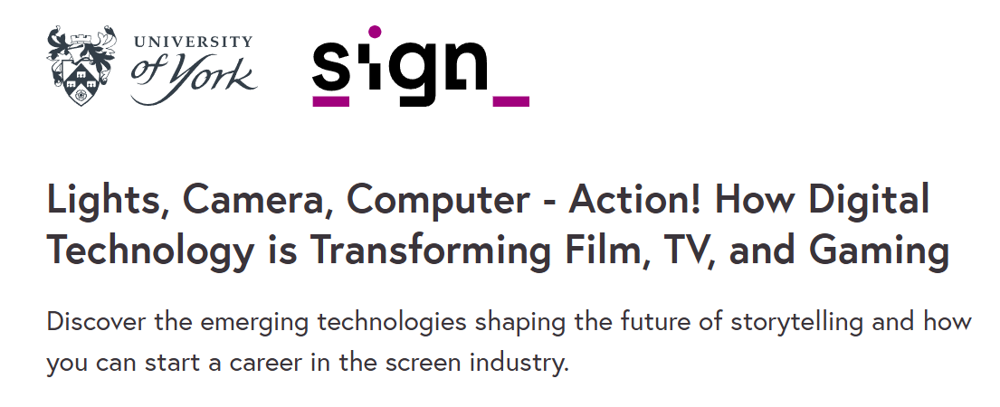 UNIVERSITY
of York
sign_
Lights, Camera, Computer - Action! How Digital
Technology is Transforming Film, TV, and Gaming
Discover the emerging technologies shaping the future of storytelling and how
you can start a career in the screen industry.